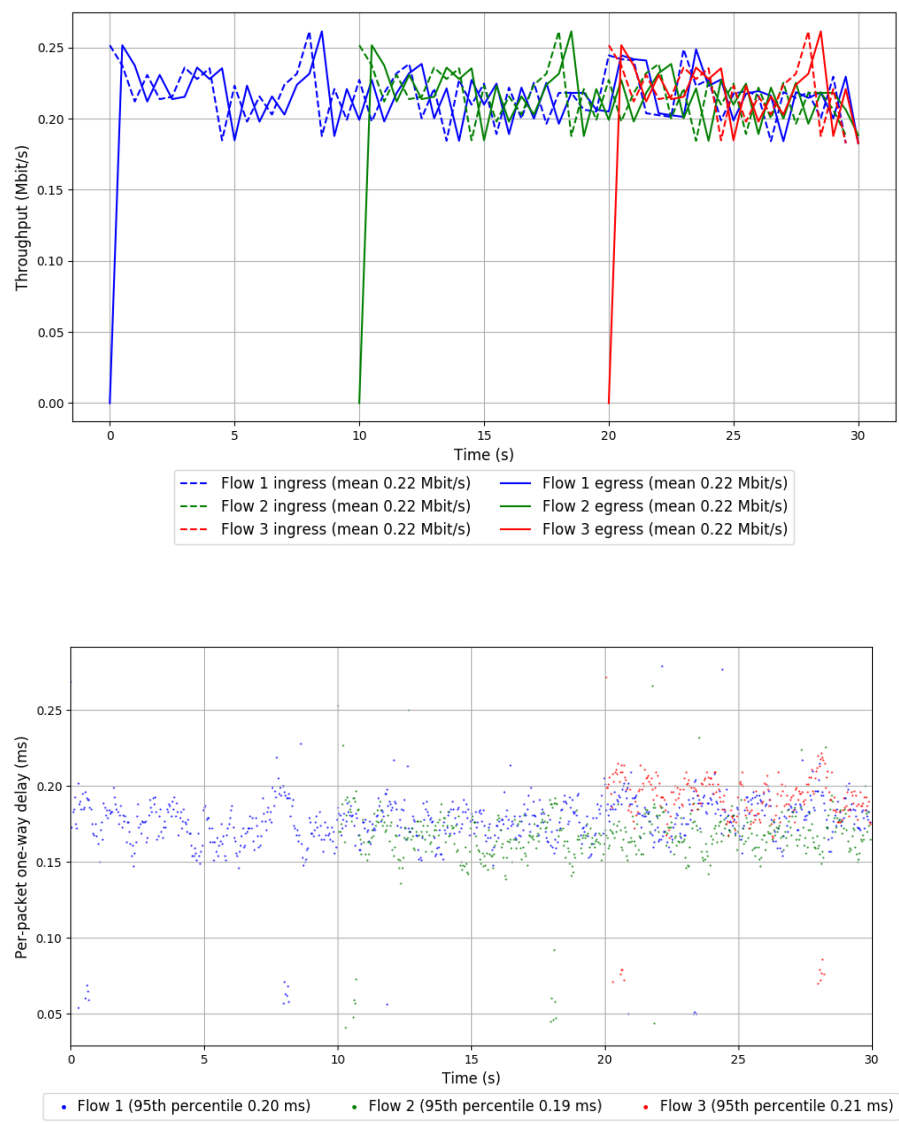 0.25
0.20
0.15
0.10
0.05
0.00
Throughput (Mbit/s)
0 5 10 15 20 25 30
Time (s)
Flow 1 ingress (mean 0.22 Mbit/s) Flow 1 egress (mean 0.22 Mbit/s)
Flow 2 ingress (mean 0.22 Mbit/s) Flow 2 egress (mean 0.22 Mbit/s)
Flow 3 ingress (mean 0.22 Mbit/s) Flow 3 egress (mean 0.22 Mbit/s)
0.25
0.20
0.15
0.10
0.05
Per-packet one-way delay (ms)
0 5 10 15 20 25 30
Time (s)
Flow 1 (95th percentile 0.20 ms) Flow 2 (95th percentile 0.19 ms) Flow 3 (95th percentile 0.21 ms)